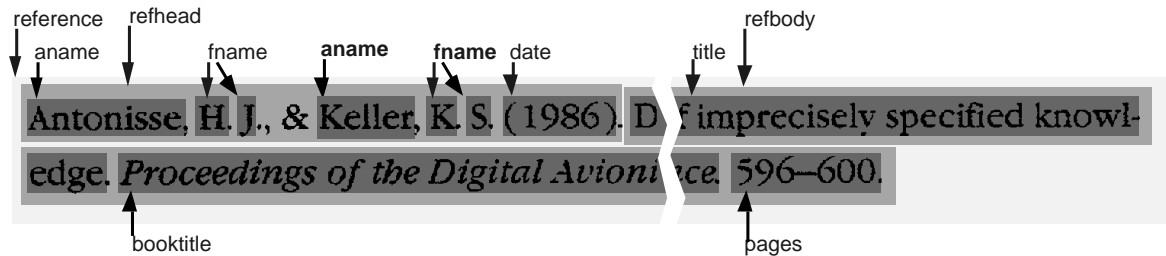 reference refhead refbody
aname fname aname fname date title
Antonisse, H. J., & Keller, K. S. (1986). D f imprecisely specified knowl-
edge. Proceedings of the Digital Avioni ce. 596–600.
booktitle pages